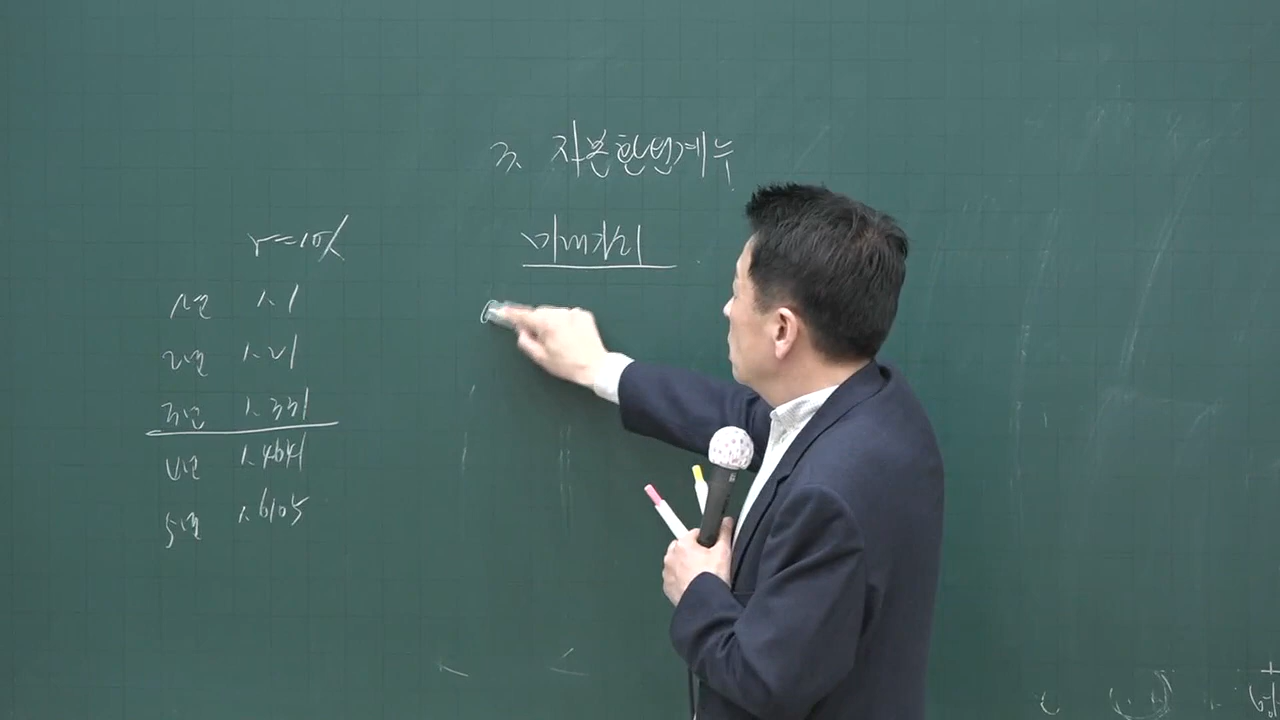 3. 자본환원계수
미래가치
r=10%
1년 1.1
2년 1.21
3년 1.331
4년 1.4641
5년 1.6105
6%